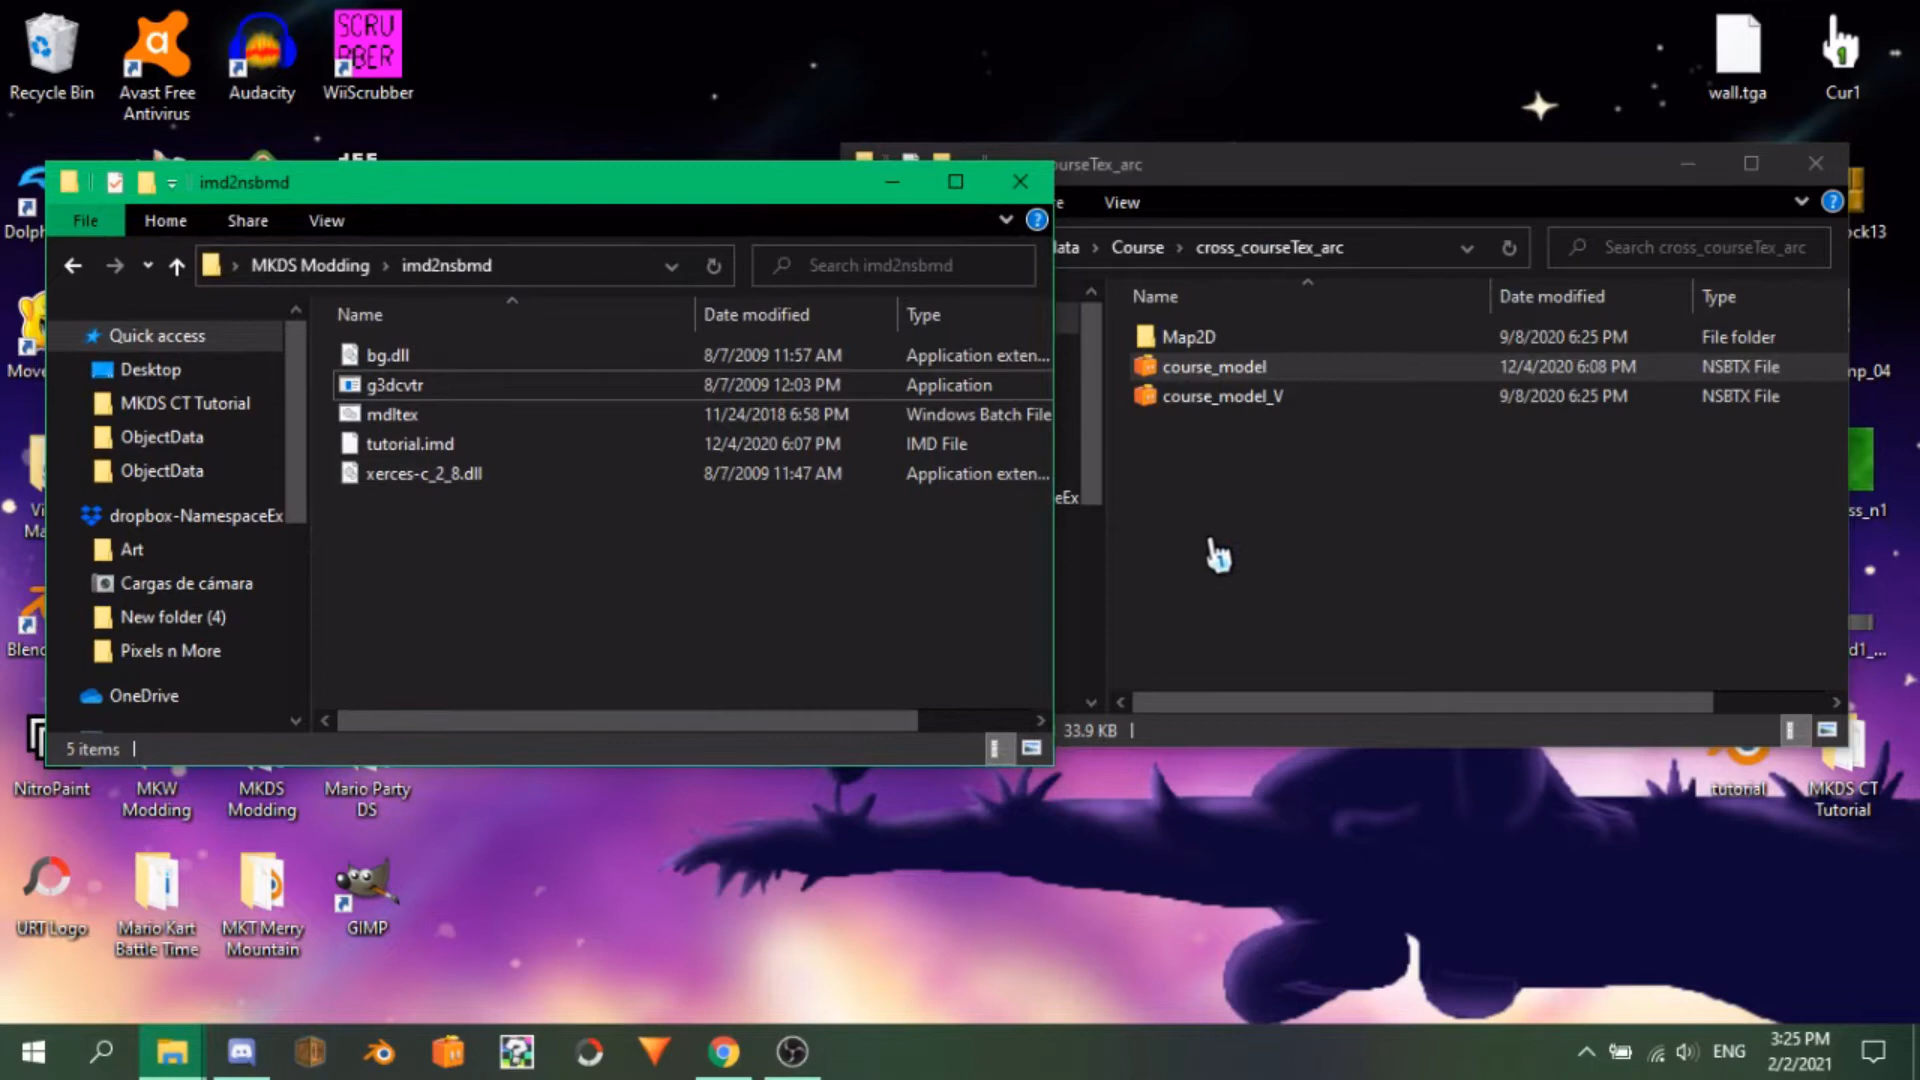 SCRU
BBER
Recycle Bin
Avast Free
Antivirus
Audacity
WiiScrubber
wall.tga
Cur1
imd2nsbmd
File
Home
Share
View
MKDS Modding
imd2nsbmd
Search imd2nsbmd
Quick access
Desktop
MKDS CT Tutorial
ObjectData
ObjectData
dropbox-NamespaceEx
Art
Cargas de cámara
New folder (4)
Pixels n More
OneDrive
Name
Date modified
Type
bg.dll
8/7/2009 11:57 AM
Application exten...
g3dcvtr
8/7/2009 12:03 PM
Application
mdltex
11/24/2018 6:58 PM
Windows Batch File
tutorial.imd
12/4/2020 6:07 PM
IMD File
xerces-c_2_8.dll
8/7/2009 11:47 AM
Application exten...
5 items
urseTex_arc
View
Course
cross_courseTex_arc
Search cross_courseTex_arc
Name
Date modified
Type
Map2D
9/8/2020 6:25 PM
File folder
course_model
12/4/2020 6:08 PM
NSBTX File
course_model_V
9/8/2020 6:25 PM
NSBTX File
eEx
33.9 KB
Dolph
Move
Blen
ock13
mp_04
ss_n1
d1_...
NitroPaint
MKW
Modding
MKDS
Modding
Mario Party
DS
tutorial
MKDS CT
Tutorial
URT Logo
Mario Kart
Battle Time
MKT Merry
Mountain
GIMP
ENG
3:25 PM
2/2/2021